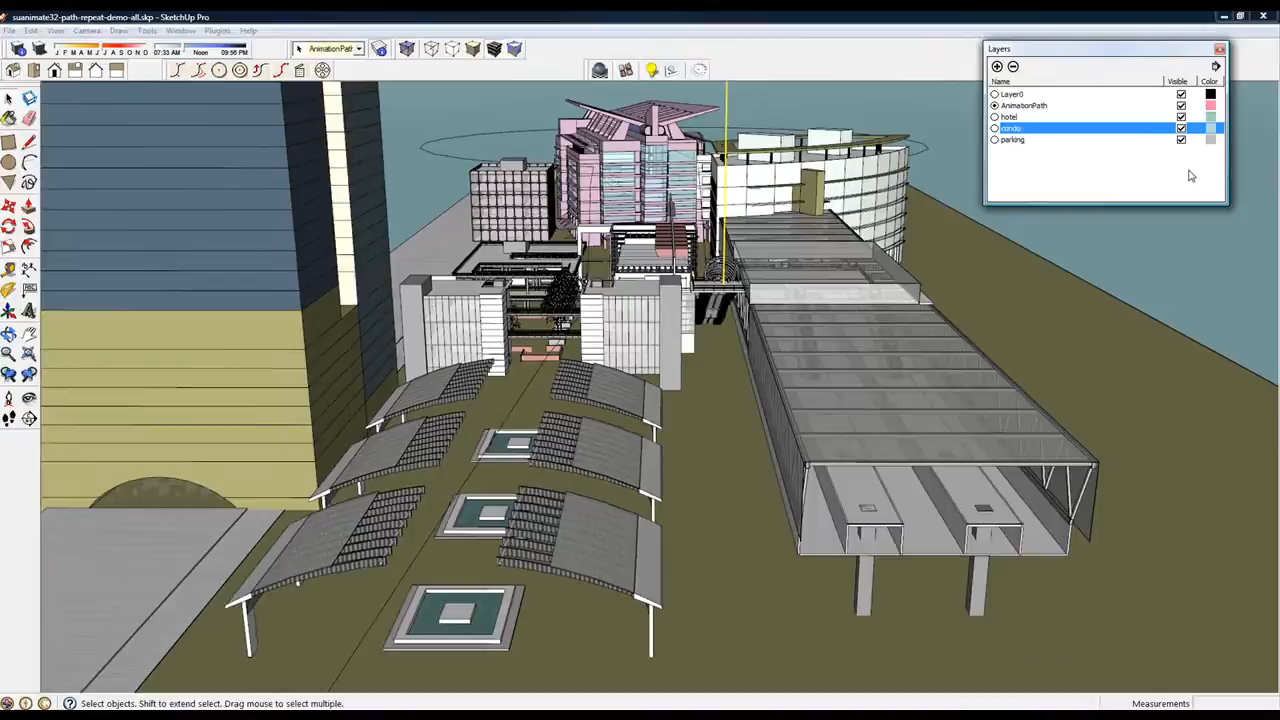 suanimate32-path-repeat-demo-all.skp - SketchUp Pro
File Edit View Camera Draw Tools Window Plugins Help
J F M A M J J A S O N D
07:33 AM Noon 09:56 PM
AnimationPath
Layers
Name Visible Color
Layer0
AnimationPath
hotel
condo
parking
Select objects. Shift to extend select. Drag mouse to select multiple.
Measurements